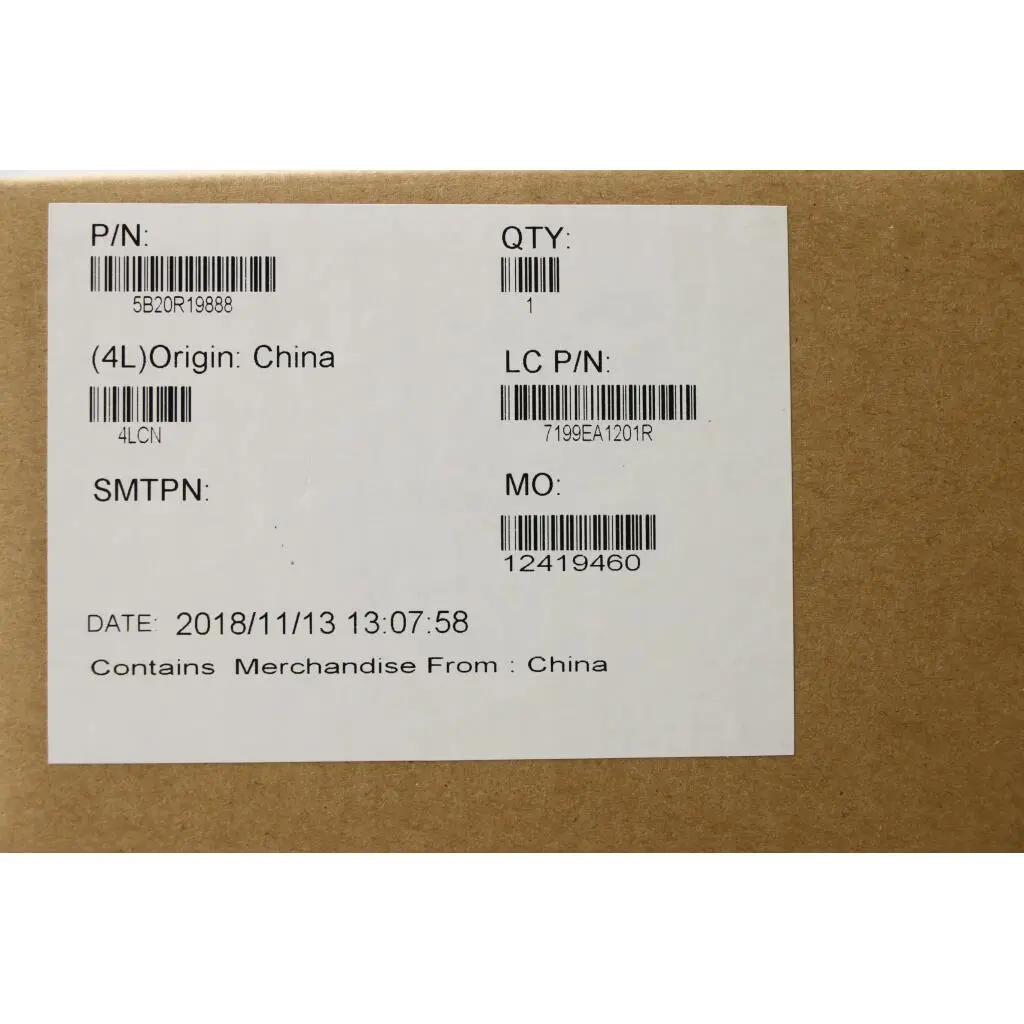 P/N:
5B20R19888
QTY:
1
(4L)Origin: China
4LCN
LC P/N:
7199EA1201R
SMTPN:
MO:
12419460
DATE: 2018/11/13 13:07:58
Contains Merchandise From : China